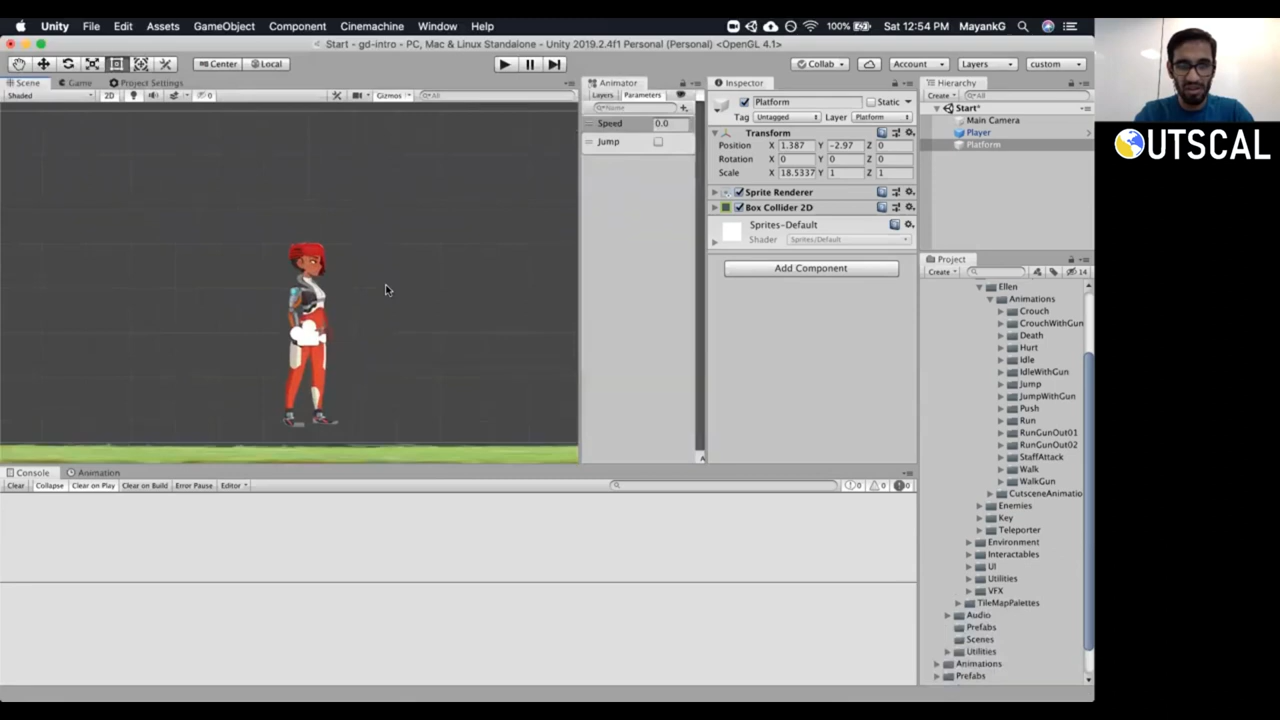 Unity File Edit Assets GameObject Component Cinemachine Window Help 100% Sat 12:54 PM MayankG
Start - gd-intro - PC, Mac & Linux Standalone - Unity 2019.2.4f1 Personal (Personal) <OpenGL 4.1>
Center Local Collab Account Layers custom
Scene Game Project Settings
Shaded 2D 0 Gizmos All
Animator
Layers Parameters
Name
Speed 0.0
Jump
Inspector
Platform Static
Tag Untagged Layer Platform
Transform
Position X 1.387 Y -2.97 Z 0
Rotation X 0 Y 0 Z 0
Scale X 18.5337 Y 1 Z 1
Sprite Renderer
Box Collider 2D
Sprites-Default
Shader Sprites/Default
Add Component
Hierarchy
Create All
Start*
Main Camera
Player
Platform
Project
Create 14
Ellen
Animations
Crouch
CrouchWithGun
Death
Hurt
Idle
IdleWithGun
Jump
JumpWithGun
Push
Run
RunGunOut01
RunGunOut02
StaffAttack
Walk
WalkGun
CutsceneAnimatio
Enemies
Key
Teleporter
Environment
Interactables
UI
Utilities
VFX
TileMapPalettes
Audio
Prefabs
Scenes
Utilities
Animations
Prefabs
Console Animation
Clear Collapse Clear on Play Clear on Build Error Pause Editor 0 0 0
OUTSCAL